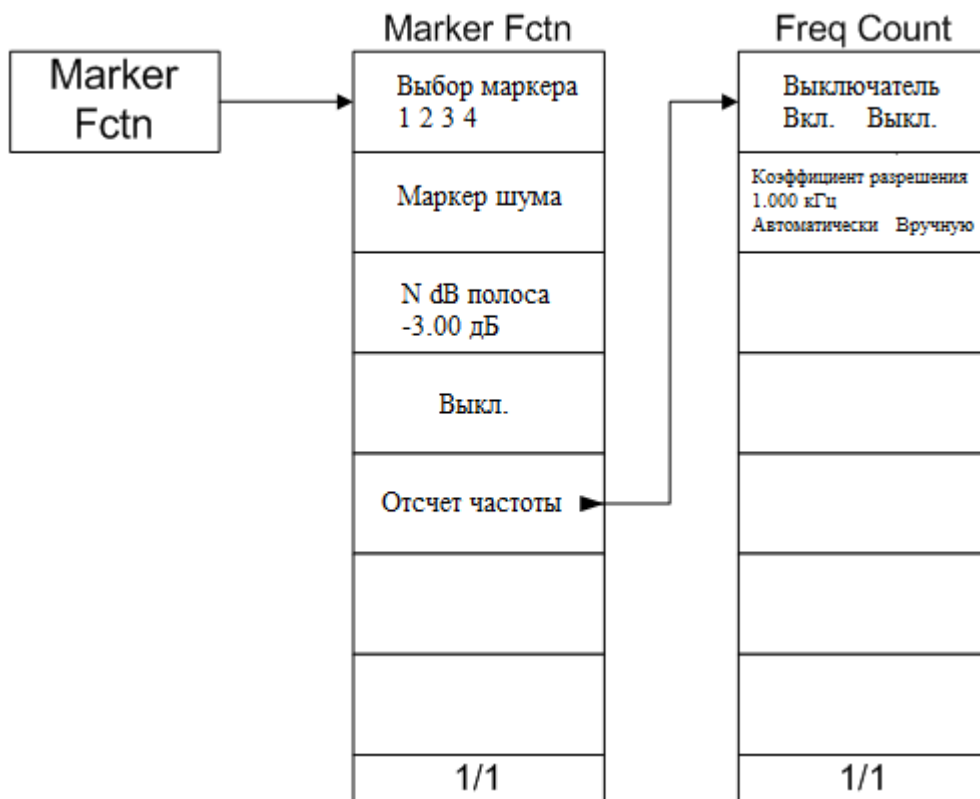 Marker
Fctn
Marker Fctn
Выбор маркера
1 2 3 4
Маркер шума
N dB полоса
-3.00 дБ
Выкл.
Отсчет частоты
1/1
Freq Count
Выключатель
Вкл. Выкл.
Коэффициент разрешения
1.000 кГц
Автоматически Вручную
1/1